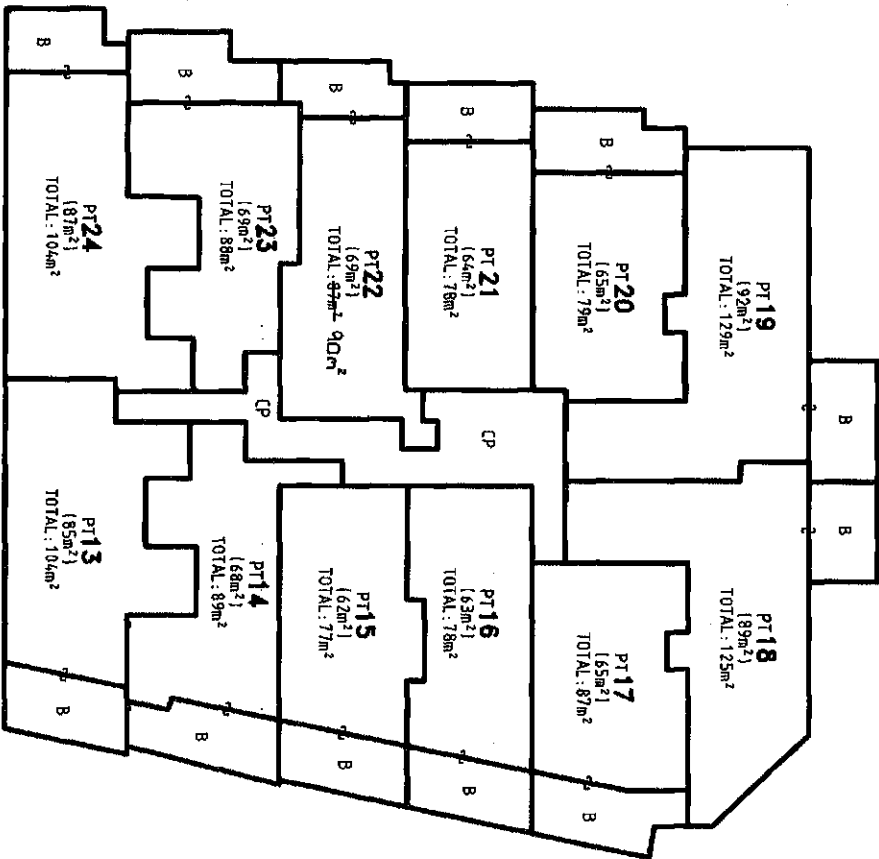 B
B
PT19
(92m²)
TOTAL:129m²
PT18
(89m²)
TOTAL:125m²
B
PT20
(65m²)
TOTAL:79m²
PT17
(65m²)
TOTAL:87m²
B
B
PT21
(64m²)
TOTAL:78m²
CP
PT16
(63m²)
TOTAL:78m²
B
B
PT22
(69m²)
TOTAL:87m² 90m²
PT15
(62m²)
TOTAL:77m²
B
CP
B
PT23
(69m²)
TOTAL:88m²
PT14
(68m²)
TOTAL:89m²
B
B
PT24
(87m²)
TOTAL:104m²
PT13
(85m²)
TOTAL:104m²
B